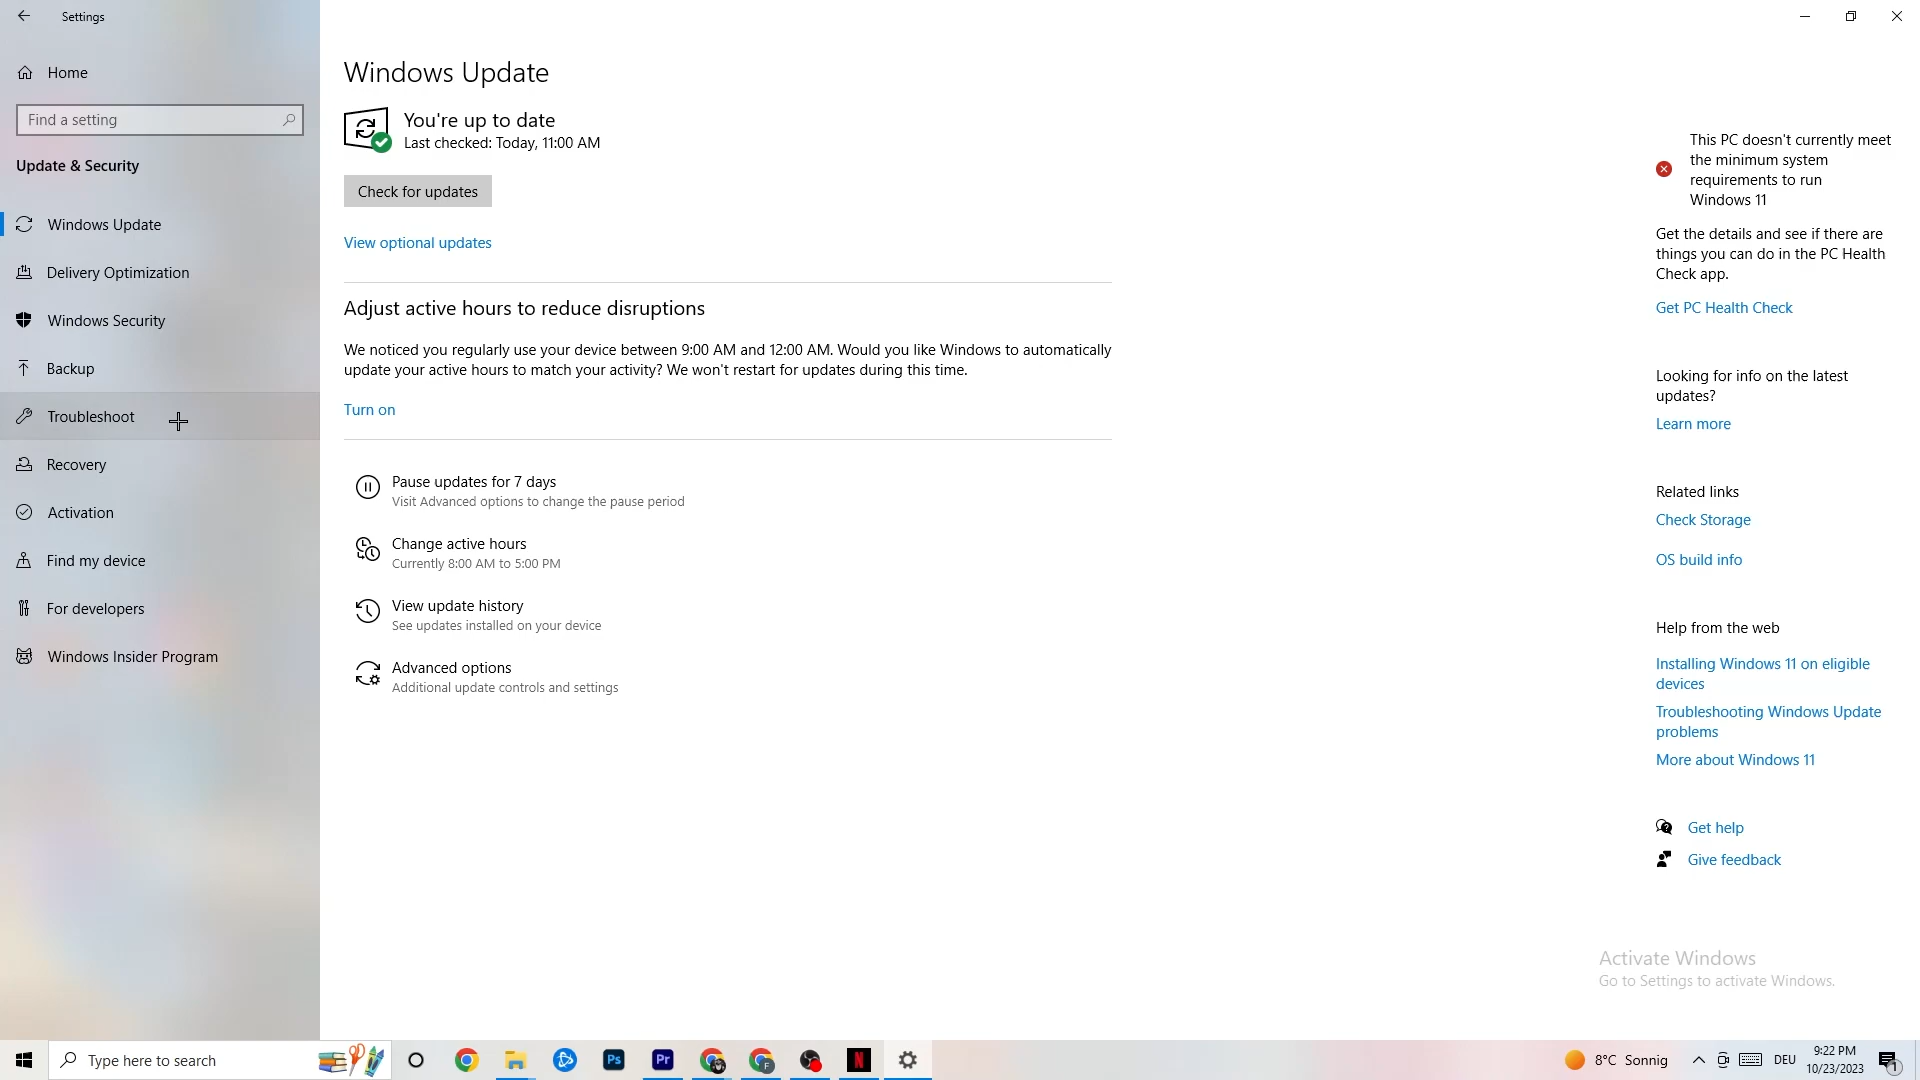 Settings
Home
Find a setting
Update & Security
Windows Update
Delivery Optimization
Windows Security
Backup
Troubleshoot
Recovery
Activation
Find my device
For developers
Windows Insider Program
Windows Update
You're up to date
Last checked: Today, 11:00 AM
Check for updates
View optional updates
Adjust active hours to reduce disruptions
We noticed you regularly use your device between 9:00 AM and 12:00 AM. Would you like Windows to automatically
update your active hours to match your activity? We won't restart for updates during this time.
Turn on
Pause updates for 7 days
Visit Advanced options to change the pause period
Change active hours
Currently 8:00 AM to 5:00 PM
View update history
See updates installed on your device
Advanced options
Additional update controls and settings
This PC doesn't currently meet
the minimum system
requirements to run
Windows 11
Get the details and see if there are
things you can do in the PC Health
Check app.
Get PC Health Check
Looking for info on the latest
updates?
Learn more
Related links
Check Storage
OS build info
Help from the web
Installing Windows 11 on eligible
devices
Troubleshooting Windows Update
problems
More about Windows 11
Get help
Give feedback
Activate Windows
Go to Settings to activate Windows.
Type here to search
Ps
Pr
F
N
8°C Sonnig
DEU
9:22 PM
10/23/2023
1